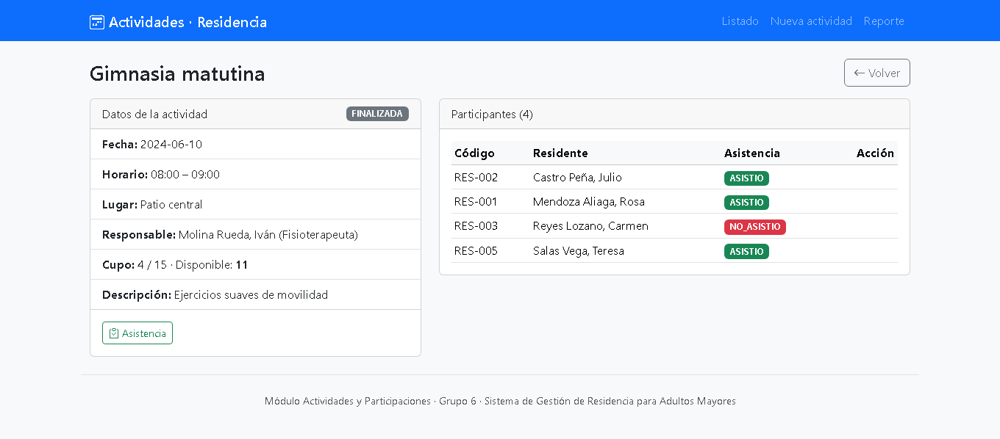 Actividades · Residencia
Listado Nueva actividad Reporte
Gimnasia matutina
← Volver
Datos de la actividad FINALIZADA
Fecha: 2024-06-10
Horario: 08:00 – 09:00
Lugar: Patio central
Responsable: Molina Rueda, Iván (Fisioterapeuta)
Cupo: 4 / 15 · Disponible: 11
Descripción: Ejercicios suaves de movilidad
Asistencia
Participantes (4)
Código Residente Asistencia Acción
RES-002 Castro Peña, Julio ASISTIO
RES-001 Mendoza Aliaga, Rosa ASISTIO
RES-003 Reyes Lozano, Carmen NO_ASISTIO
RES-005 Salas Vega, Teresa ASISTIO
Módulo Actividades y Participaciones · Grupo 6 · Sistema de Gestión de Residencia para Adultos Mayores